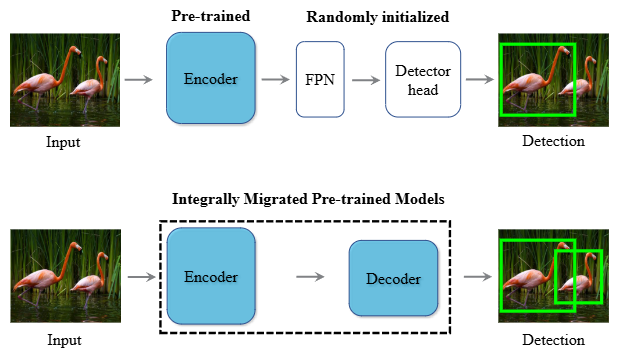 Pre-trained
Randomly initialized
Encoder
FPN
Detector
head
Input
Detection
Integrally Migrated Pre-trained Models
Encoder
Decoder
Input
Detection